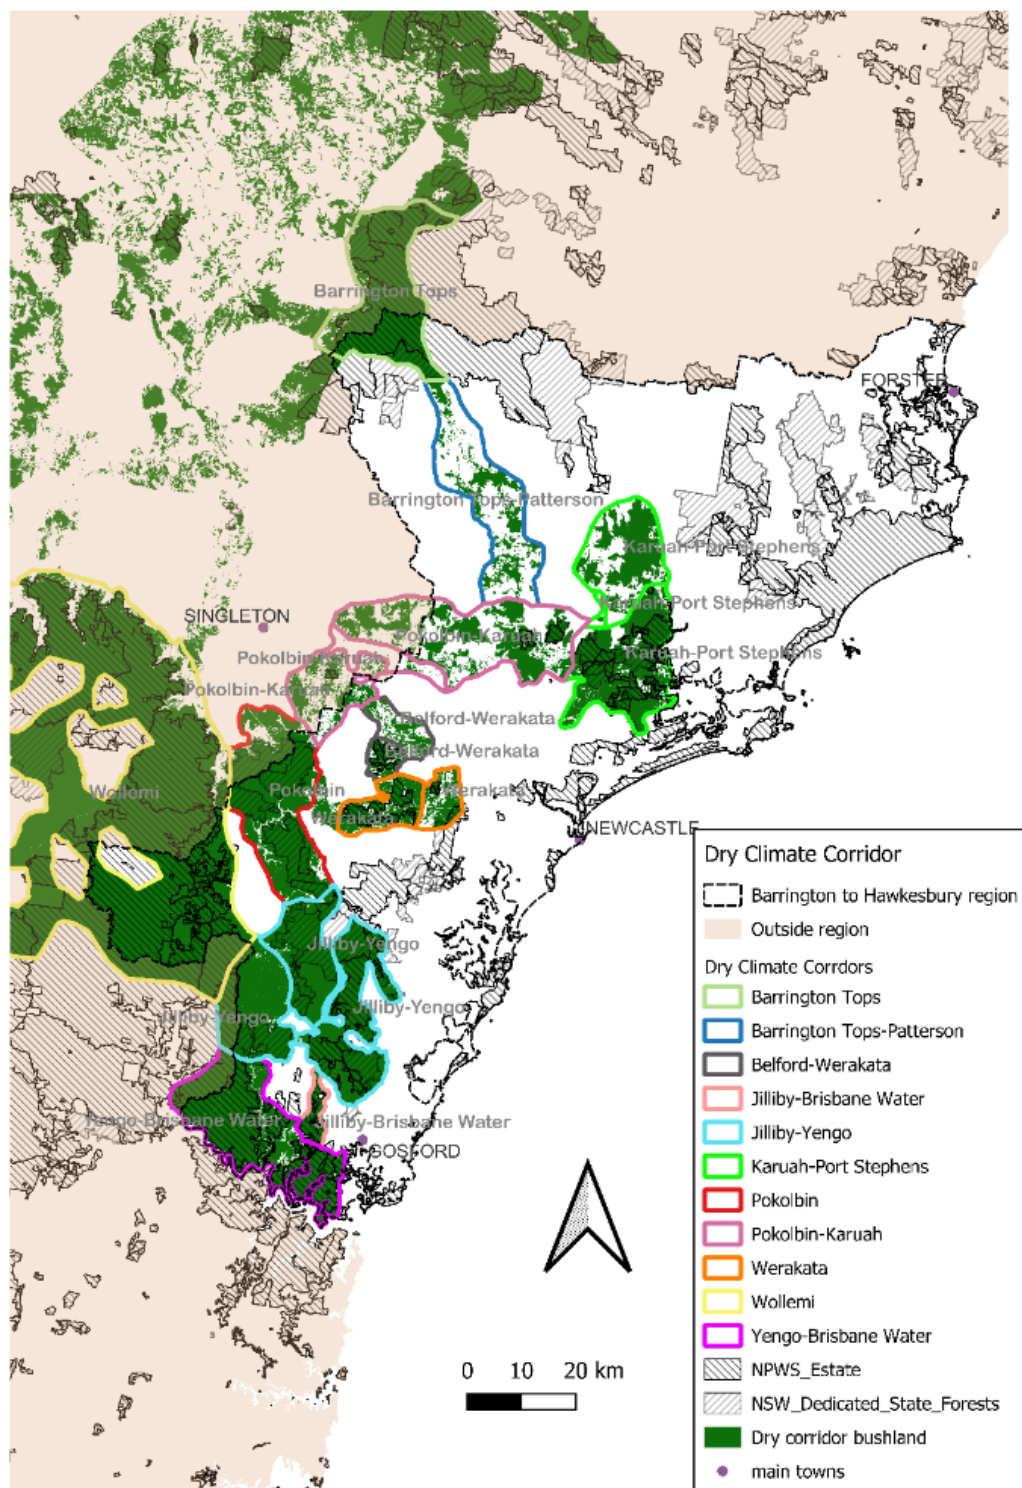 Barrington Tops
FORSTER
Barrington Tops-Patterson
Karuah-Port Stephens
Karuah-Port Stephens
SINGLETON
Pokolbin-Karuah
Karuah-Port Stephens
Pokolbin-Karuah
Pokolbin-Karuah
Belford-Werakata
Belford-Werakata
Wollemi
Pokolbin
Werakata
Werakata
NEWCASTLE
Jilliby-Yengo
Jilliby-Yengo
Jilliby-Yengo
Yengo-Brisbane Water
Jilliby-Brisbane Water
GOSFORD
0 10 20 km
Dry Climate Corridor
Barrington to Hawkesbury region
Outside region
Dry Climate Corrdors
Barrington Tops
Barrington Tops-Patterson
Belford-Werakata
Jilliby-Brisbane Water
Jilliby-Yengo
Karuah-Port Stephens
Pokolbin
Pokolbin-Karuah
Werakata
Wollemi
Yengo-Brisbane Water
NPWS_Estate
NSW_Dedicated_State_Forests
Dry corridor bushland
main towns